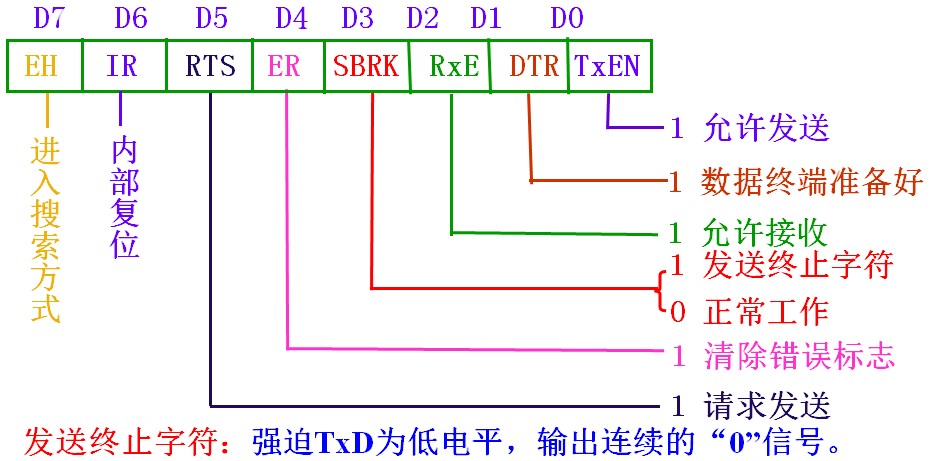 D7 D6 D5 D4 D3 D2 D1 D0
EH IR RTS ER SBRK RxE DTR TxEN
进入搜索方式
内部复位
1 允许发送
1 数据终端准备好
1 允许接收
1 发送终止字符
0 正常工作
1 清除错误标志
1 请求发送
发送终止字符：强迫TxD为低电平，输出连续的“0”信号。